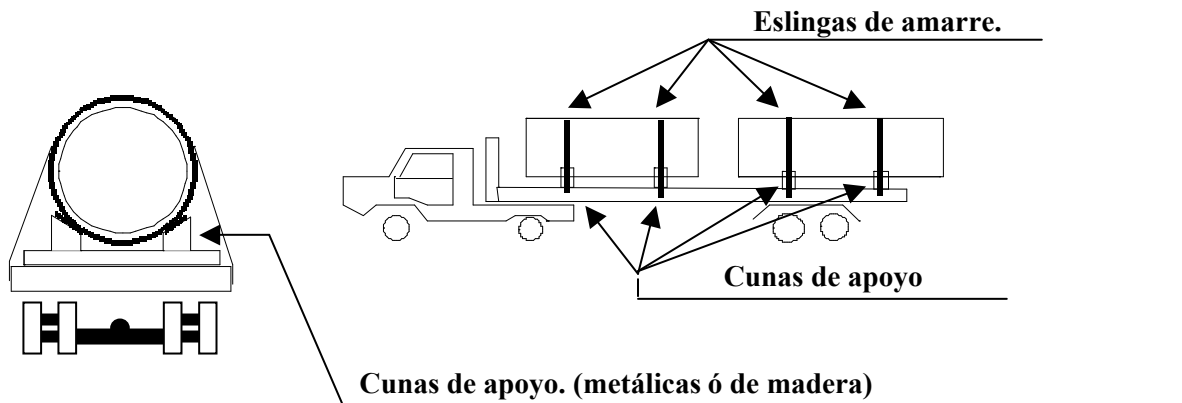 Eslingas de amarre.
Cunas de apoyo
Cunas de apoyo. (metálicas ó de madera)